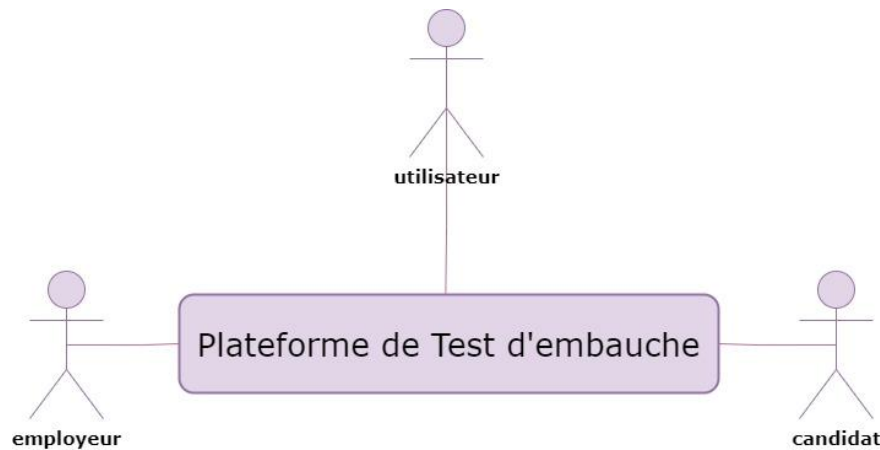 utilisateur
Plateforme de Test d'embauche
employeur
candidat